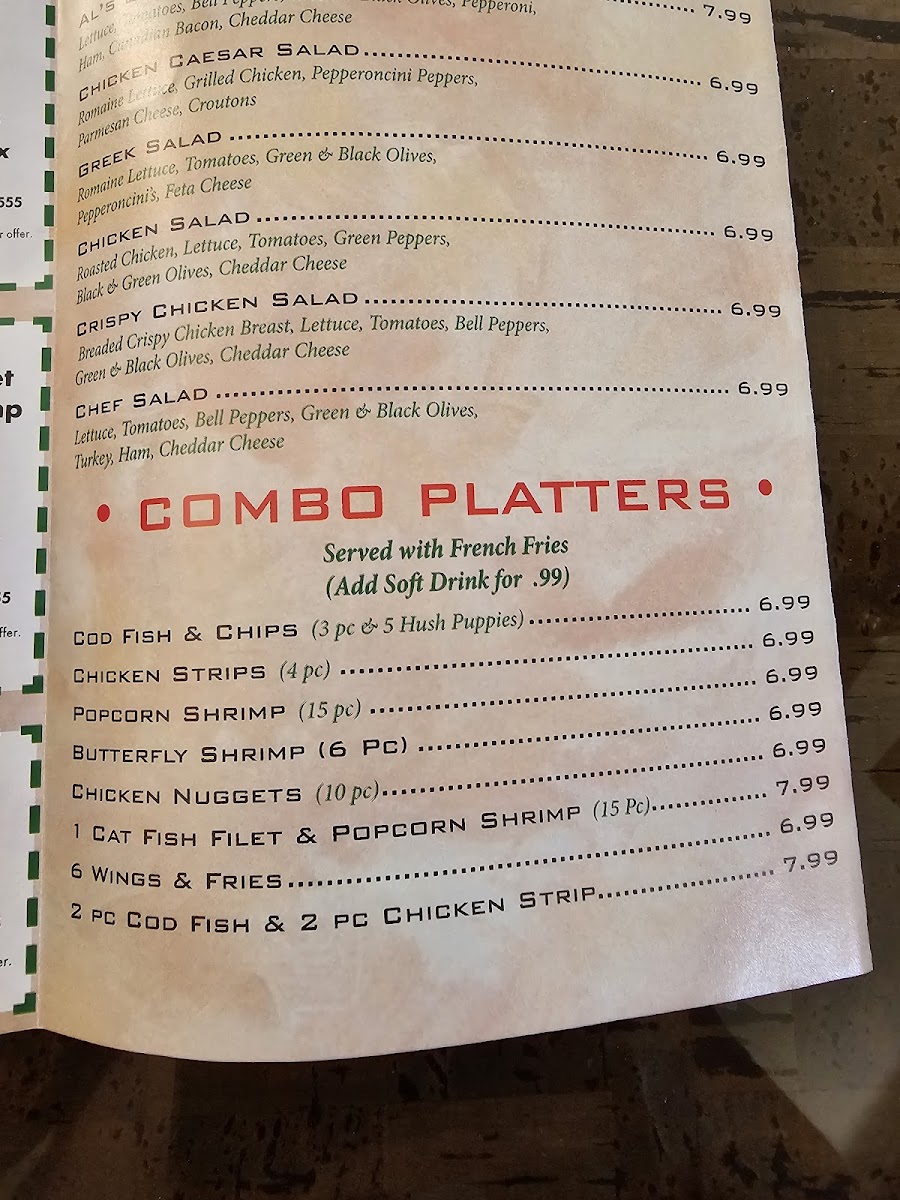 AL'S
7.99
Lettuce, Tomatoes, Bell Peppers, Black Olives, Pepperoni,
Ham, Canadian Bacon, Cheddar Cheese
CHICKEN CAESAR SALAD 6.99
Romaine Lettuce, Grilled Chicken, Pepperoncini Peppers,
Parmesan Cheese, Croutons
GREEK SALAD 6.99
Romaine Lettuce, Tomatoes, Green & Black Olives,
Pepperoncini's, Feta Cheese
CHICKEN SALAD 6.99
Roasted Chicken, Lettuce, Tomatoes, Green Peppers,
Black & Green Olives, Cheddar Cheese
CRISPY CHICKEN SALAD 6.99
Breaded Crispy Chicken Breast, Lettuce, Tomatoes, Bell Peppers,
Green & Black Olives, Cheddar Cheese
CHEF SALAD 6.99
Lettuce, Tomatoes, Bell Peppers, Green & Black Olives,
Turkey, Ham, Cheddar Cheese
• COMBO PLATTERS •
Served with French Fries
(Add Soft Drink for .99)
COD FISH & CHIPS (3 pc & 5 Hush Puppies) 6.99
CHICKEN STRIPS (4 pc) 6.99
POPCORN SHRIMP (15 pc) 6.99
BUTTERFLY SHRIMP (6 PC) 6.99
CHICKEN NUGGETS (10 pc) 6.99
1 CAT FISH FILET & POPCORN SHRIMP (15 Pc) 7.99
6 WINGS & FRIES 6.99
2 PC COD FISH & 2 PC CHICKEN STRIP 7.99